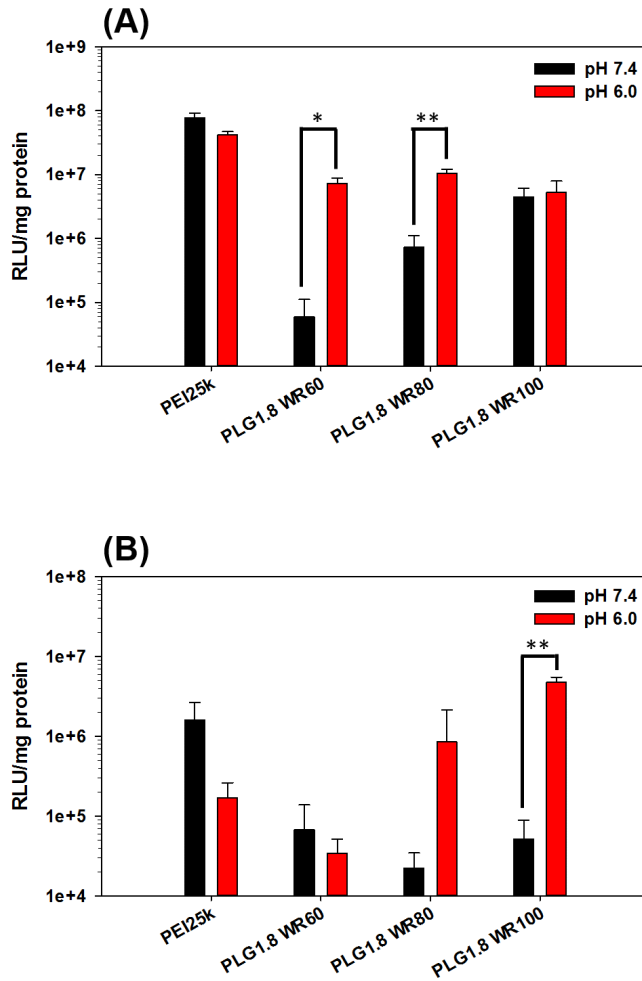 (A)
1e+9
1e+8
1e+7
1e+6
1e+5
1e+4
RLU/mg protein
pH 7.4
pH 6.0
*
**
PEI25k
PLG1.8 WR60
PLG1.8 WR80
PLG1.8 WR100
(B)
1e+8
1e+7
1e+6
1e+5
1e+4
RLU/mg protein
pH 7.4
pH 6.0
**
PEI25k
PLG1.8 WR60
PLG1.8 WR80
PLG1.8 WR100